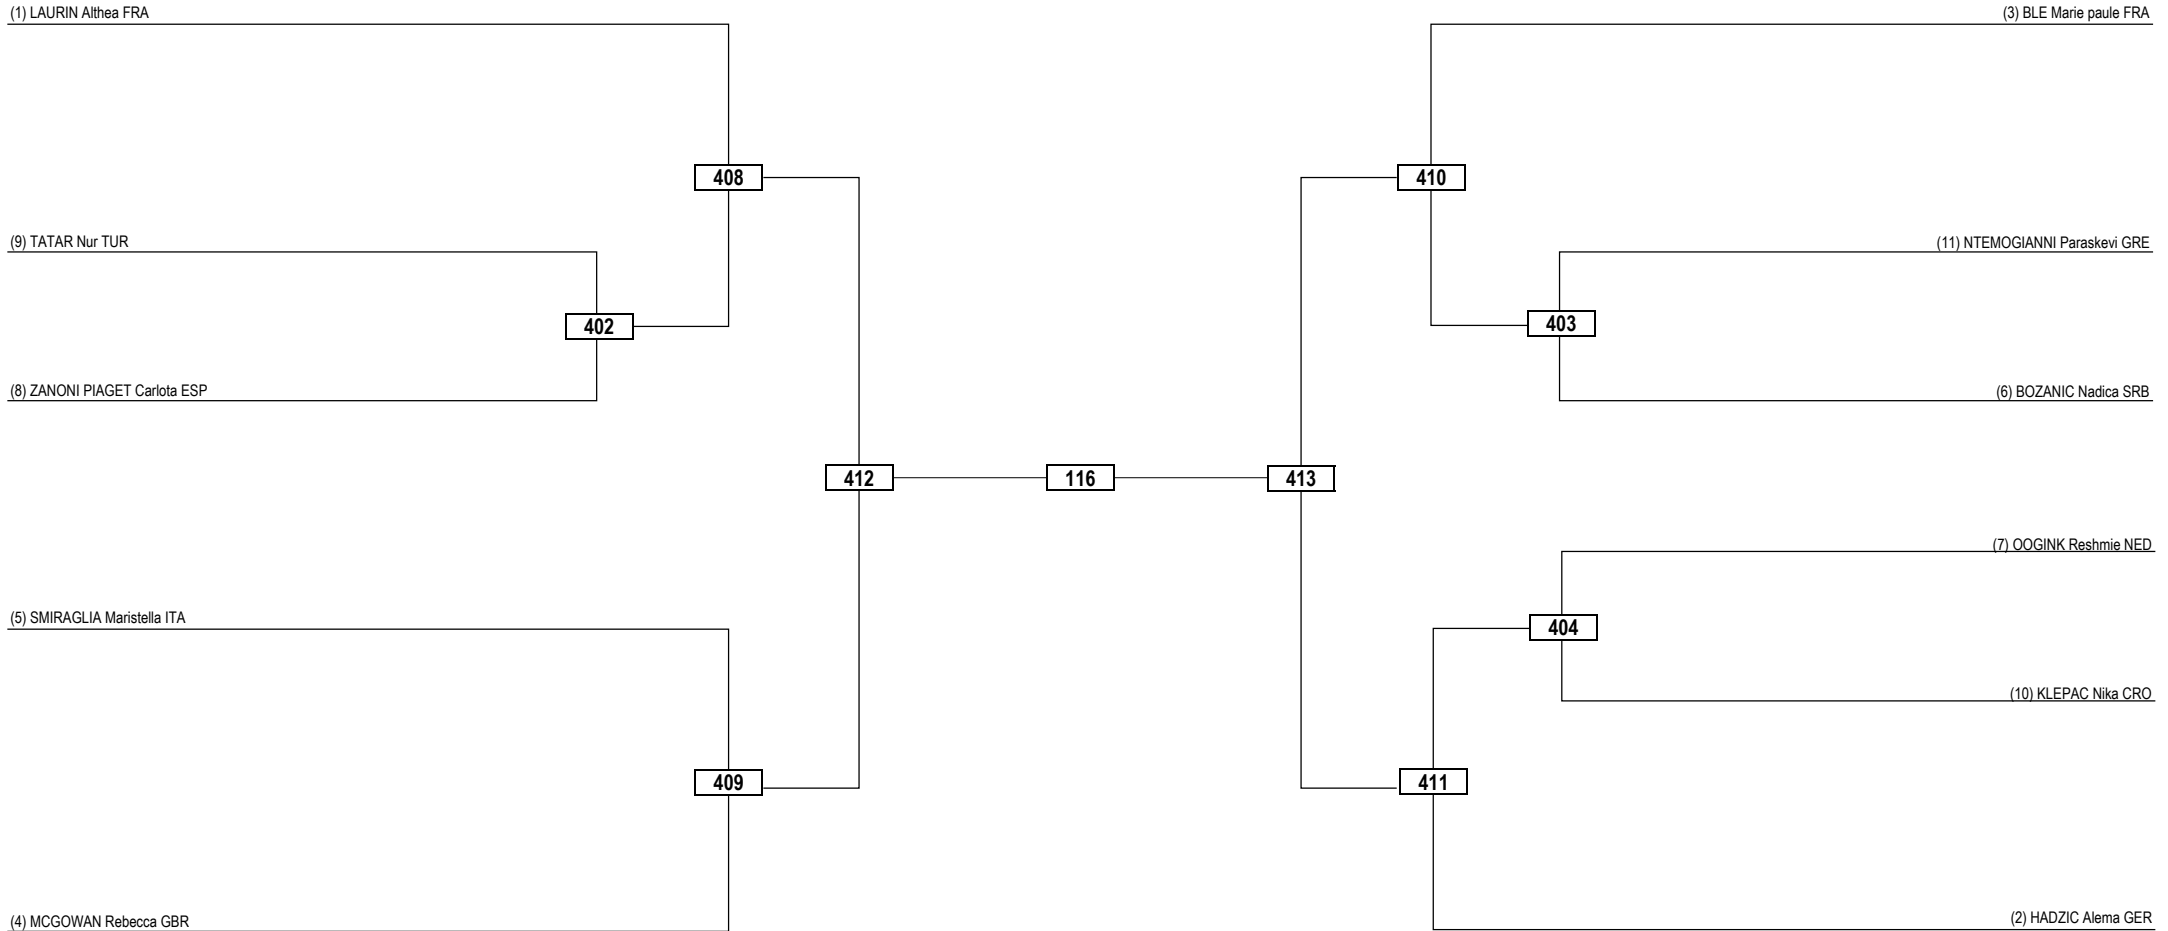 (1) LAURIN Althea FRA
(3) BLE Marie paule FRA
408
410
(9) TATAR Nur TUR
(11) NTEMOGIANNI Paraskevi GRE
402
403
(8) ZANONI PIAGET Carlota ESP
(6) BOZANIC Nadica SRB
412
116
413
(7) OOGINK Reshmie NED
(5) SMIRAGLIA Maristella ITA
404
(10) KLEPAC Nika CRO
409
411
(4) MCGOWAN Rebecca GBR
(2) HADZIC Alema GER